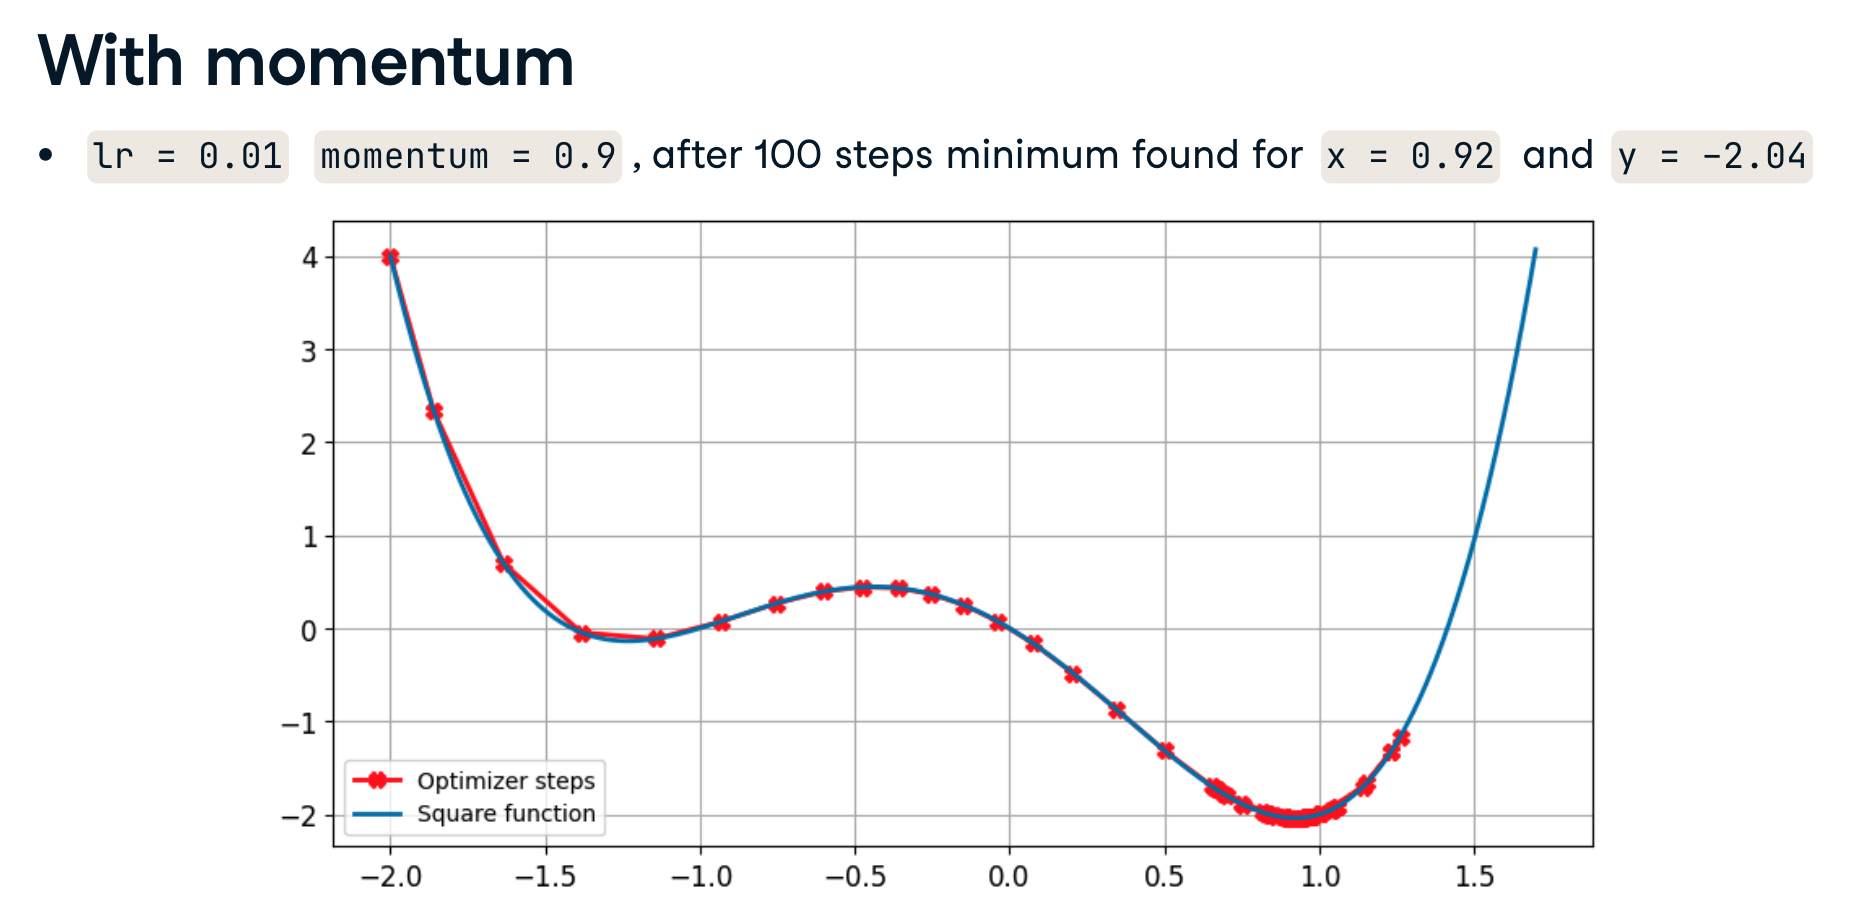 With momentum
• lr = 0.01 momentum = 0.9 , after 100 steps minimum found for x = 0.92 and y = -2.04
4
3
2
1
0
−1
−2
Optimizer steps
Square function
−2.0 −1.5 −1.0 −0.5 0.0 0.5 1.0 1.5